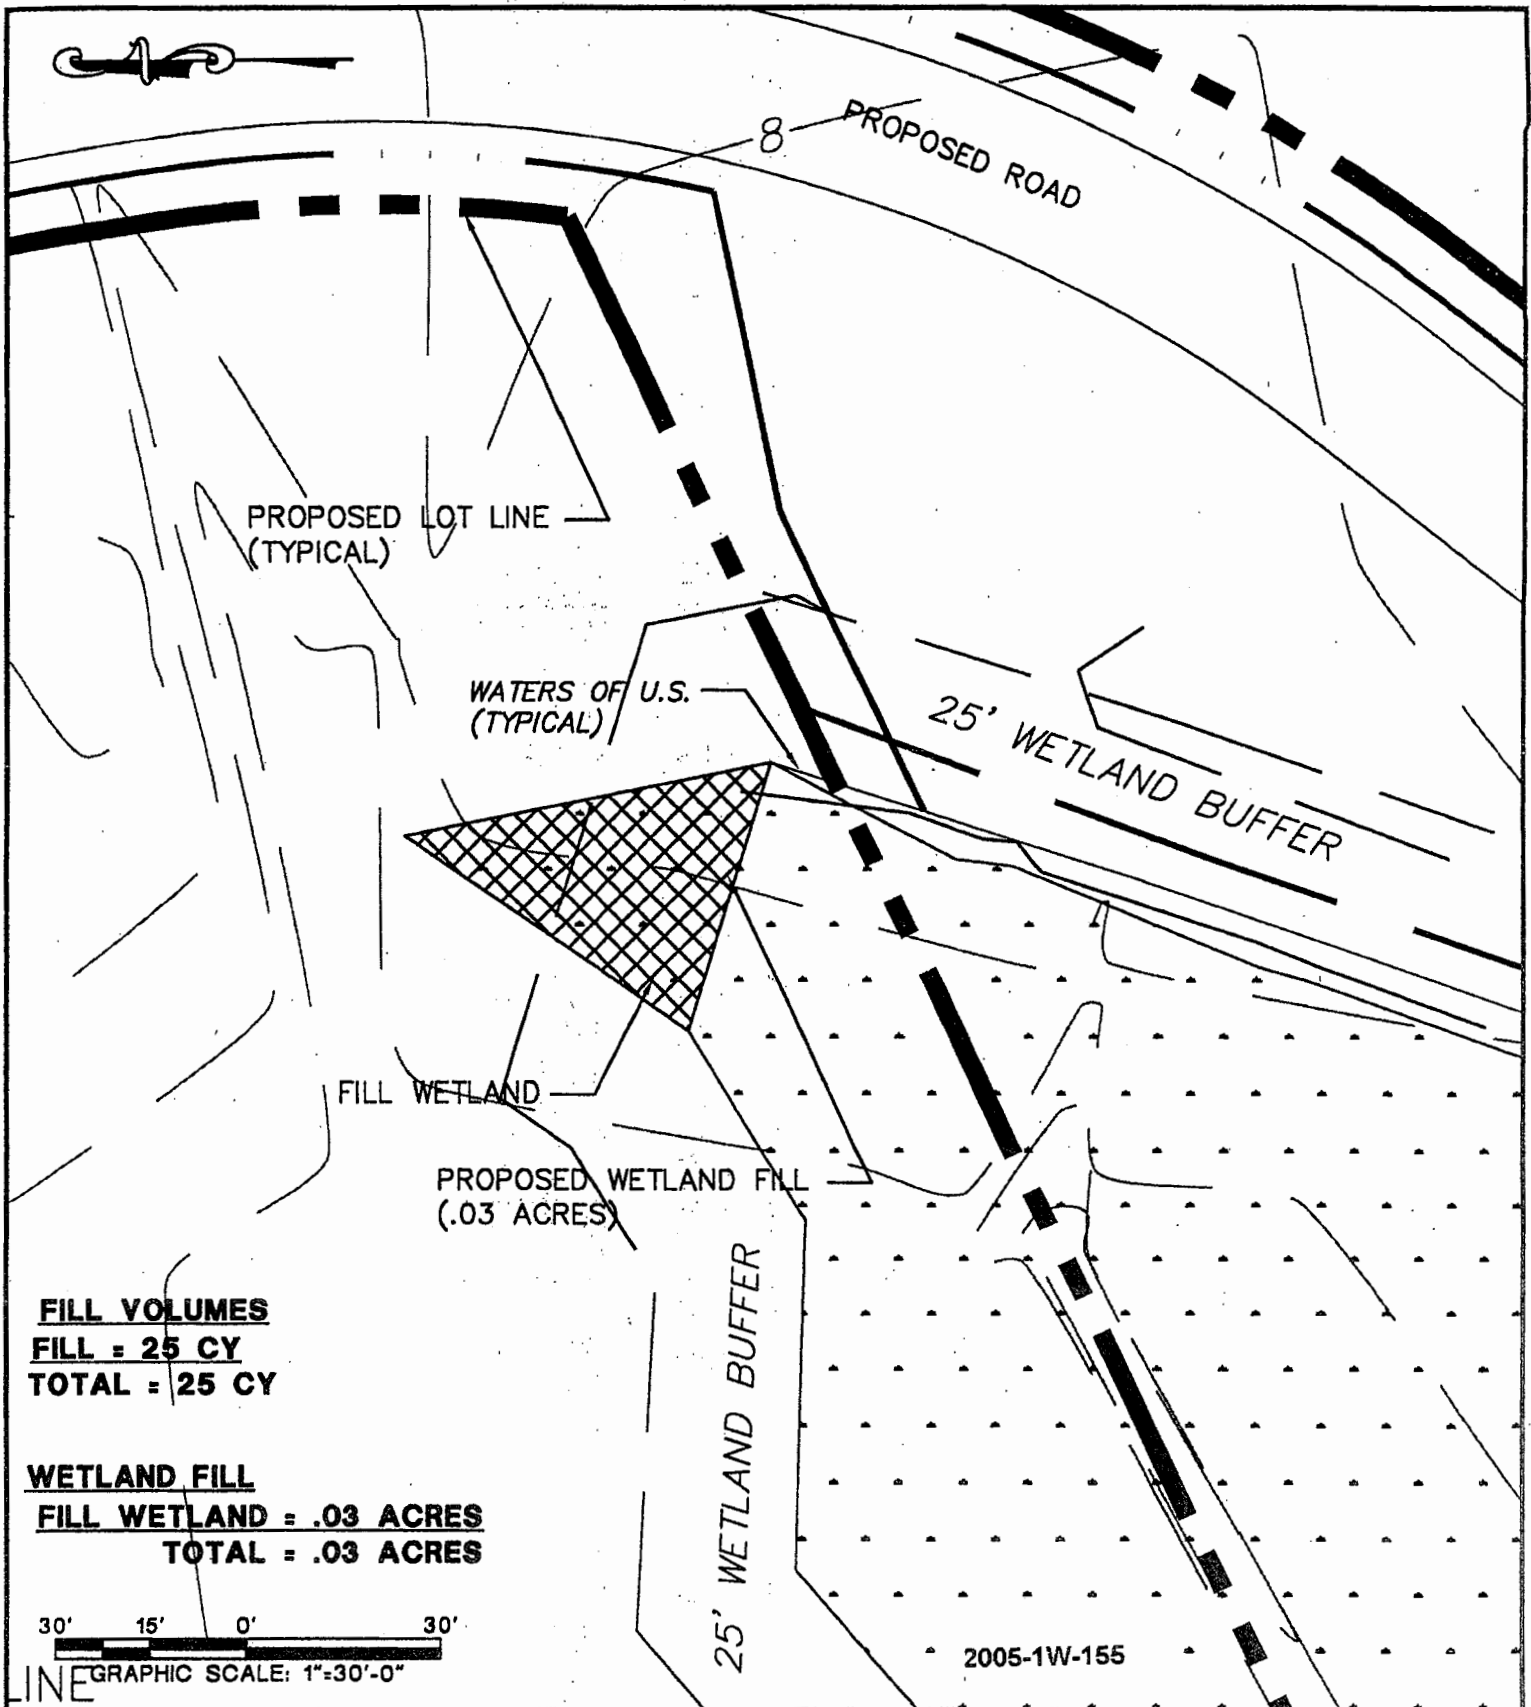 8
PROPOSED ROAD
PROPOSED LOT LINE
(TYPICAL)
WATERS OF U.S.
(TYPICAL)
25' WETLAND BUFFER
FILL WETLAND
PROPOSED WETLAND FILL
(.03 ACRES)
25' WETLAND BUFFER
FILL VOLUMES
FILL = 25 CY
TOTAL = 25 CY
WETLAND FILL
FILL WETLAND = .03 ACRES
TOTAL = .03 ACRES
30' 15' 0' 30'
GRAPHIC SCALE: 1"=30'-0"
LINE
2005-1W-155